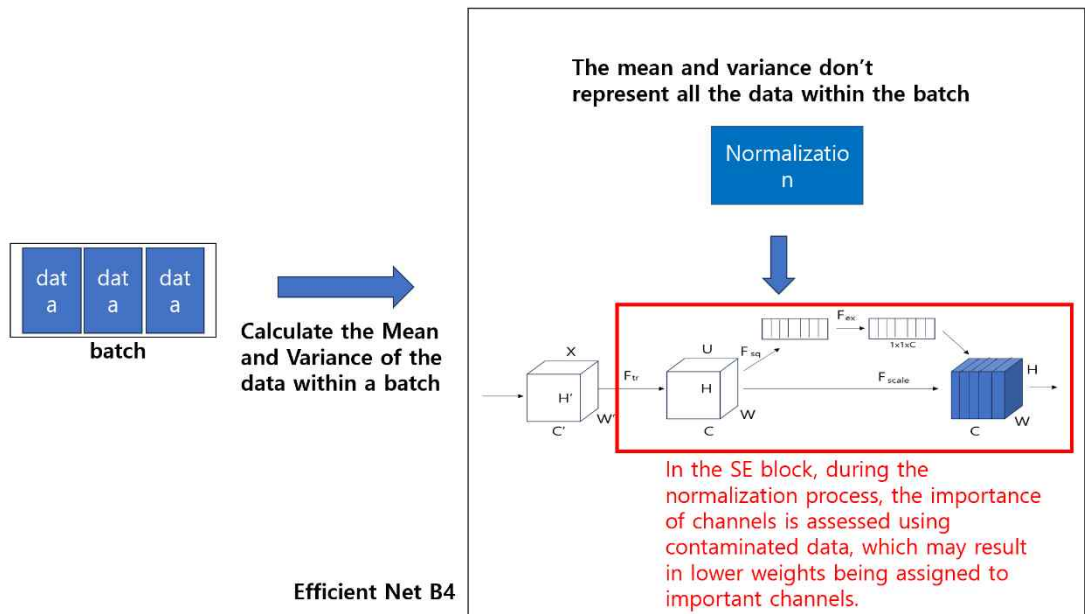 The mean and variance don't
represent all the data within the batch
Normalizatio
n
dat
a
dat
a
dat
a
batch
Calculate the Mean
and Variance of the
data within a batch
X
H'
W'
C'
Ftr
U
H
W
C
Fsq
Fex
1x1xC
Fscale
H
W
C
In the SE block, during the
normalization process, the importance
of channels is assessed using
contaminated data, which may result
in lower weights being assigned to
important channels.
Efficient Net B4